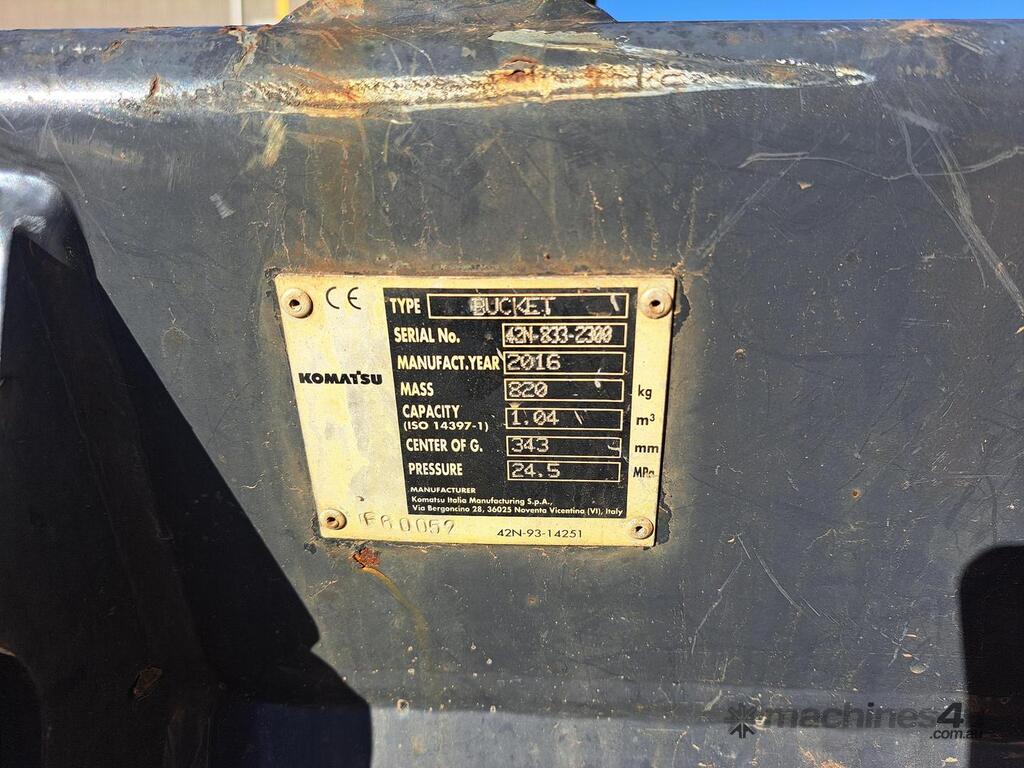 CE
KOMATSU
TYPE BUCKET
SERIAL No. 42N-833-2300
MANUFACT.YEAR 2016
MASS 820 kg
CAPACITY 1.04 m³
(ISO 14397-1)
CENTER OF G. 343 mm
PRESSURE 24.5 MPa
MANUFACTURER
Komatsu Italia Manufacturing S.p.A.,
Via Bergoncino 28, 36025 Noventa Vicentina (VI), Italy
42N-93-14251
machines4u
.com.au